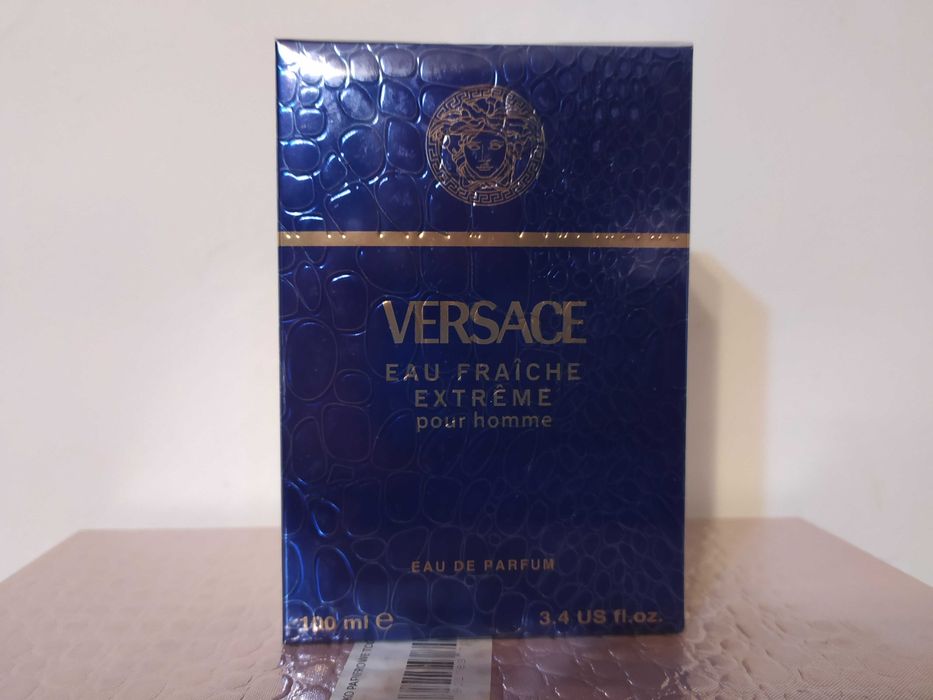 VERSACE
EAU FRAÎCHE
EXTRÊME
pour homme
EAU DE PARFUM
100 ml ℮
3.4 US fl.oz.